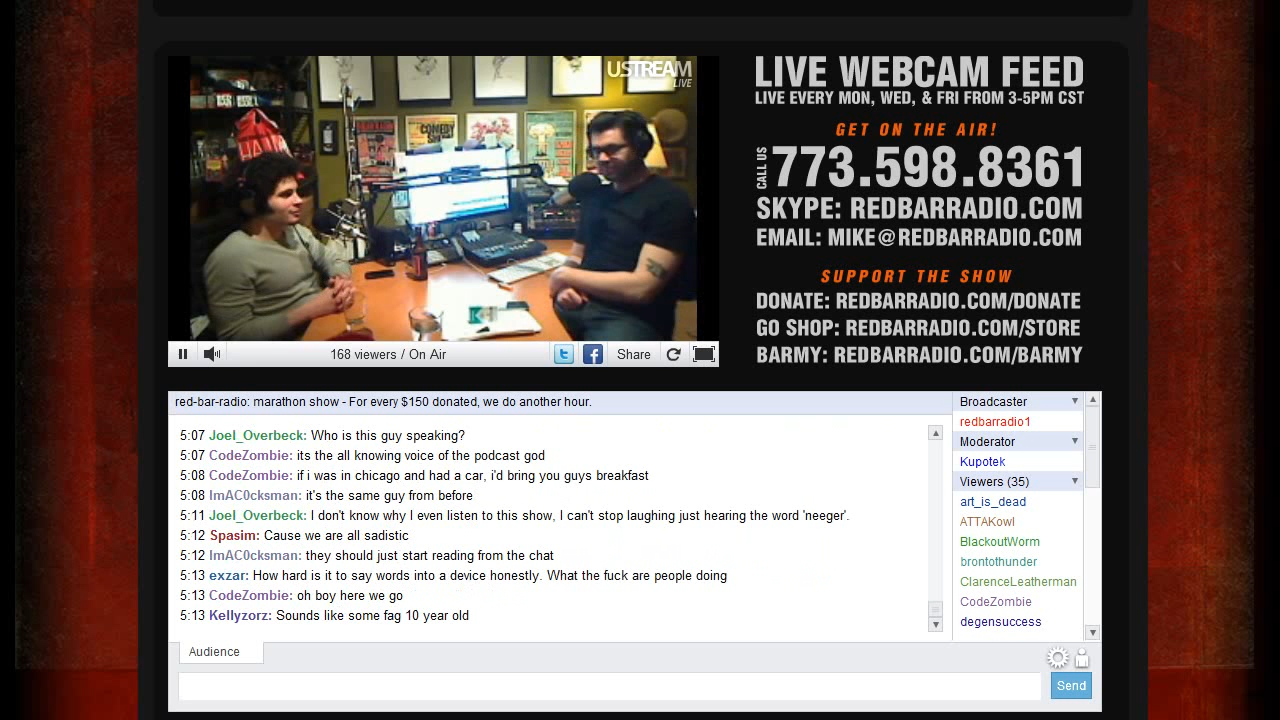 USTREAM
LIVE
COMEDY
LIVE WEBCAM FEED
LIVE EVERY MON, WED, & FRI FROM 3-5PM CST
GET ON THE AIR!
CALL US
773.598.8361
SKYPE: REDBARRADIO.COM
EMAIL: MIKE@REDBARRADIO.COM
SUPPORT THE SHOW
DONATE: REDBARRADIO.COM/DONATE
GO SHOP: REDBARRADIO.COM/STORE
BARMY: REDBARRADIO.COM/BARMY
168 viewers / On Air
Share
red-bar-radio: marathon show - For every $150 donated, we do another hour.
5:07 Joel_Overbeck: Who is this guy speaking?
5:07 CodeZombie: its the all knowing voice of the podcast god
5:08 CodeZombie: if i was in chicago and had a car, i'd bring you guys breakfast
5:08 ImAC0cksman: it's the same guy from before
5:11 Joel_Overbeck: I don't know why I even listen to this show, I can't stop laughing just hearing the word 'neeger'.
5:12 Spasim: Cause we are all sadistic
5:12 ImAC0cksman: they should just start reading from the chat
5:13 exzar: How hard is it to say words into a device honestly. What the fuck are people doing
5:13 CodeZombie: oh boy here we go
5:13 Kellyzorz: Sounds like some fag 10 year old
Broadcaster
redbarradio1
Moderator
Kupotek
Viewers (35)
art_is_dead
ATTAKowl
BlackoutWorm
brontothunder
ClarenceLeatherman
CodeZombie
degensuccess
Audience
Send